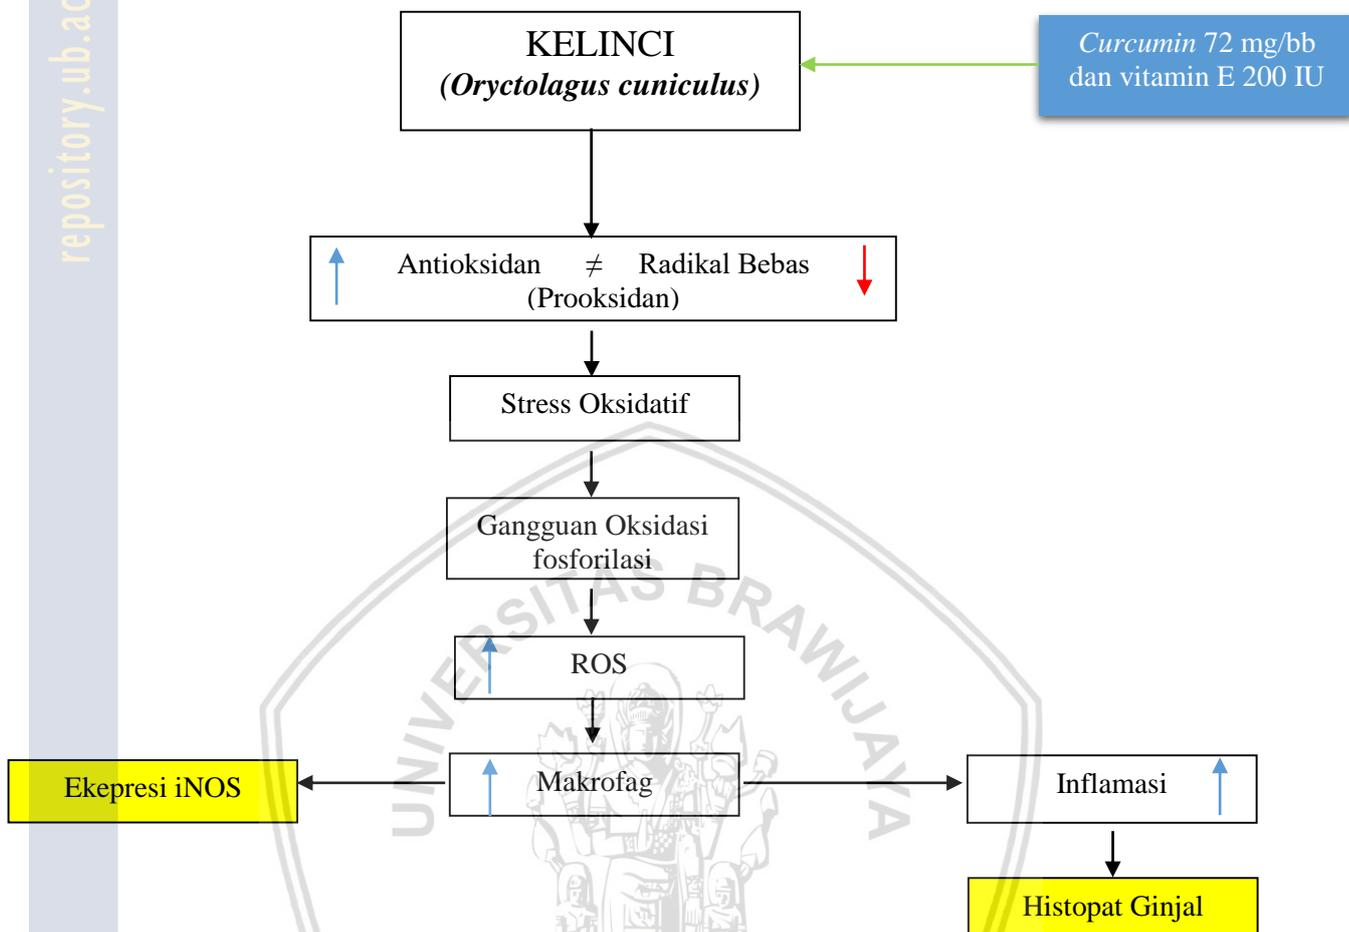 repository.ub.ac
KELINCI
(Oryctolagus cuniculus)
Curcumin 72 mg/bb
dan vitamin E 200 IU
Antioksidan ≠ Radikal Bebas
(Prooksidan)
Stress Oksidatif
Gangguan Oksidasi
fosforilasi
UNIVERSITAS BRAWIJAYA
ROS
Ekepresi iNOS
Makrofag
Inflamasi
Histopat Ginjal